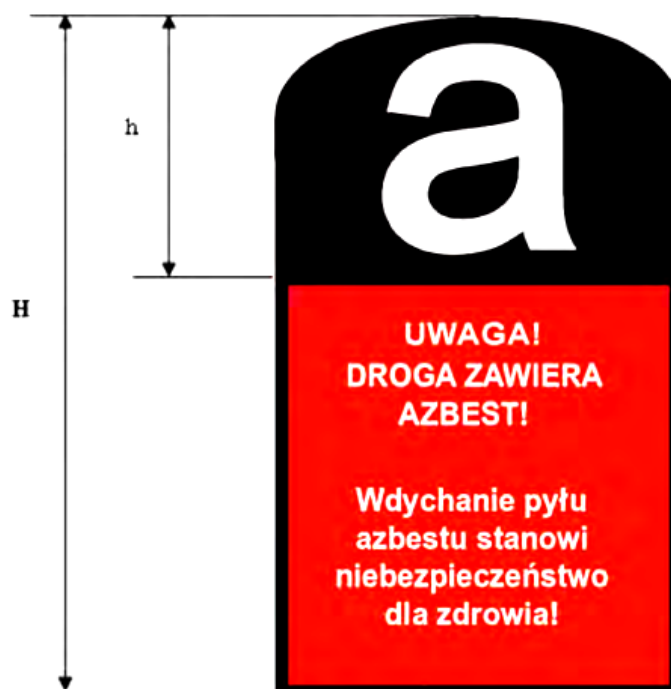 a
h
H
UWAGA!
DROGA ZAWIERA
AZBEST!
Wdychanie pyłu
azbestu stanowi
niebezpieczeństwo
dla zdrowia!